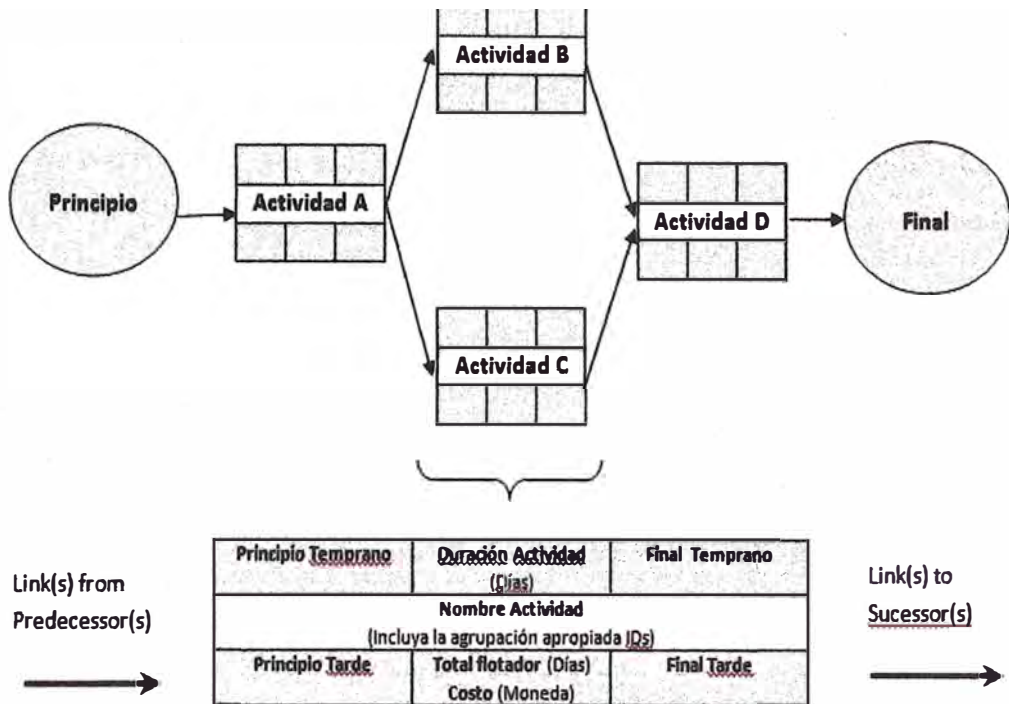 Actividad B
Principio
Actividad A
Actividad D
Final
Actividad C
Link(s) from
Predecessor(s)
Principio Temprano
Duración Actividad
(Días)
Final Temprano
Nombre Actividad
(Incluya la agrupación apropiada IDs)
Principio Tarde
Total flotador (Días)
Costo (Moneda)
Final Tarde
Link(s) to
Sucessor(s)